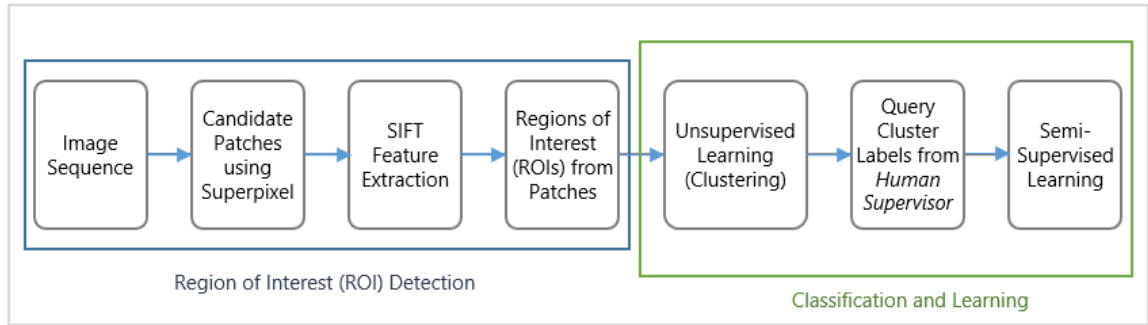 Image
Sequence
Candidate
Patches
using
Superpixel
SIFT
Feature
Extraction
Regions of
Interest
(ROIs) from
Patches
Unsupervised
Learning
(Clustering)
Query
Cluster
Labels from
Human
Supervisor
Semi-
Supervised
Learning
Region of Interest (ROI) Detection
Classification and Learning